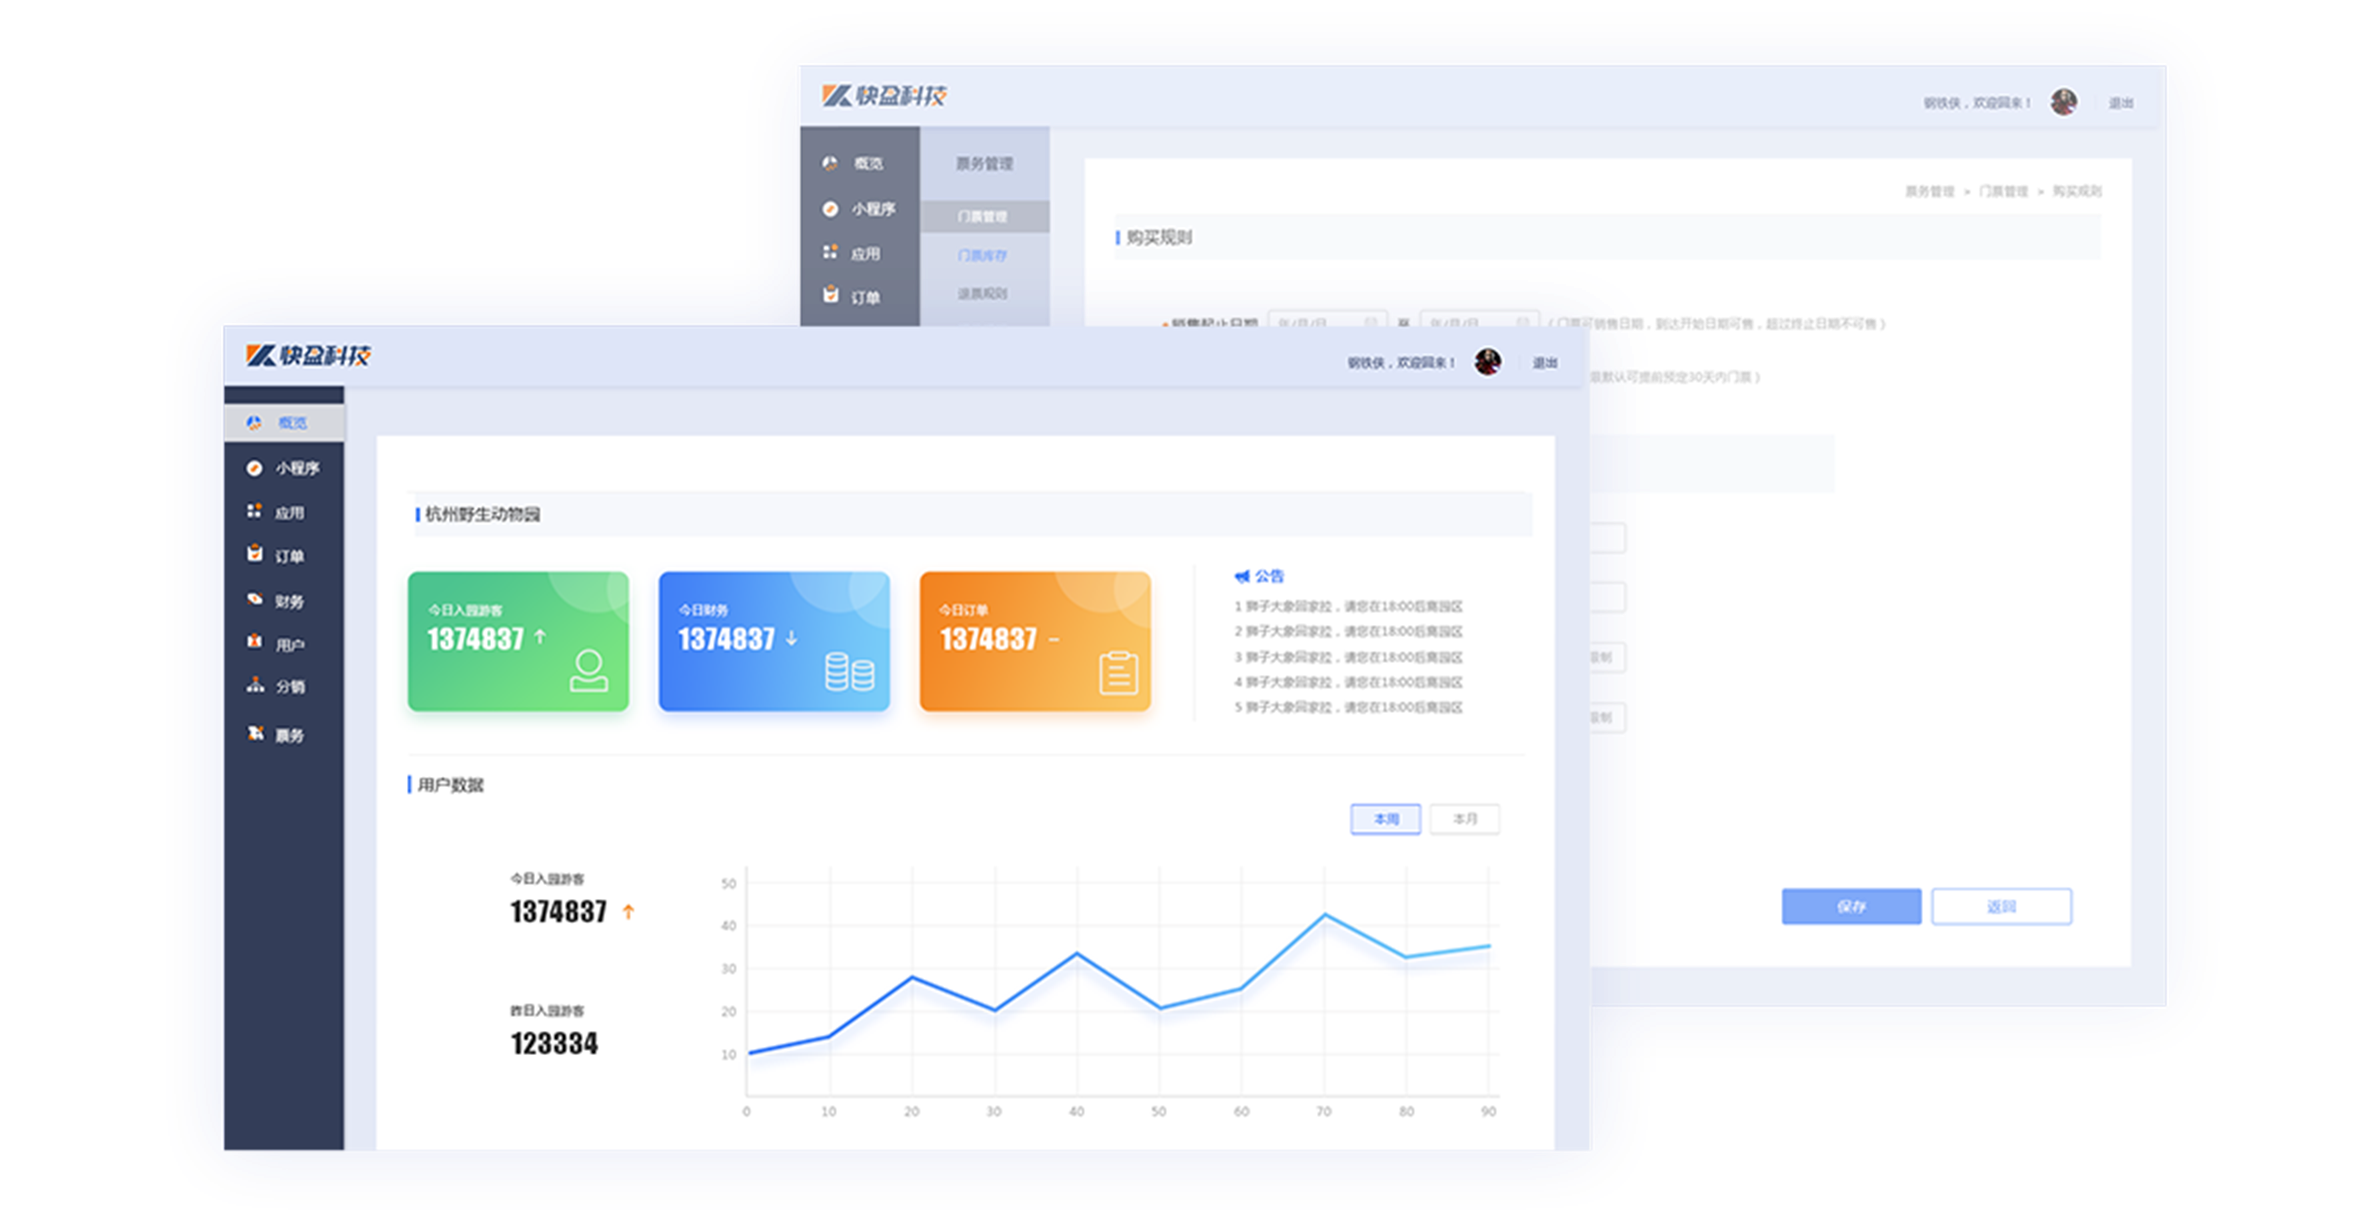 快盈科技
钢铁侠，欢迎回来！
退出
概览
小程序
应用
订单
票务管理
门票管理
门票库存
退票规则
票务管理 » 门票管理 » 购买规则
购买规则
销售起止日期 年/月/日 至 年/月/日 (门票可销售日期，到达开始日期可售，超过终止日期不可售)
默认可提前预定30天内门票)
限制
限制
保存
返回
快盈科技
钢铁侠，欢迎回来！
退出
概览
小程序
应用
订单
财务
用户
分销
票务
杭州野生动物园
今日入园游客
1374837 ↑
今日财务
1374837 ↓
今日订单
1374837 –
公告
1 狮子大象回家拉，请您在18:00后离园区
2 狮子大象回家拉，请您在18:00后离园区
3 狮子大象回家拉，请您在18:00后离园区
4 狮子大象回家拉，请您在18:00后离园区
5 狮子大象回家拉，请您在18:00后离园区
用户数据
本周
本月
今日入园游客
1374837 ↑
昨日入园游客
123334
50
40
30
20
10
0 10 20 30 40 50 60 70 80 90